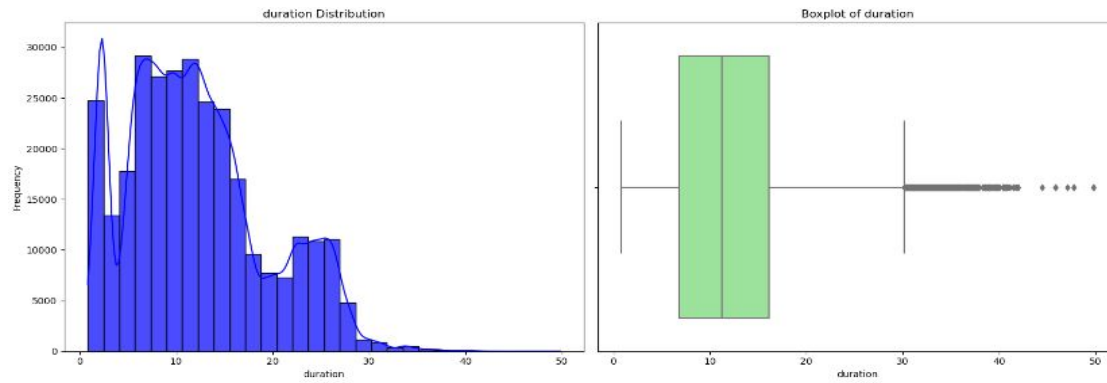 duration Distribution
30000
25000
20000
15000
10000
5000
0
Frequency
0 10 20 30 40 50
duration
Boxplot of duration
0 10 20 30 40 50
duration